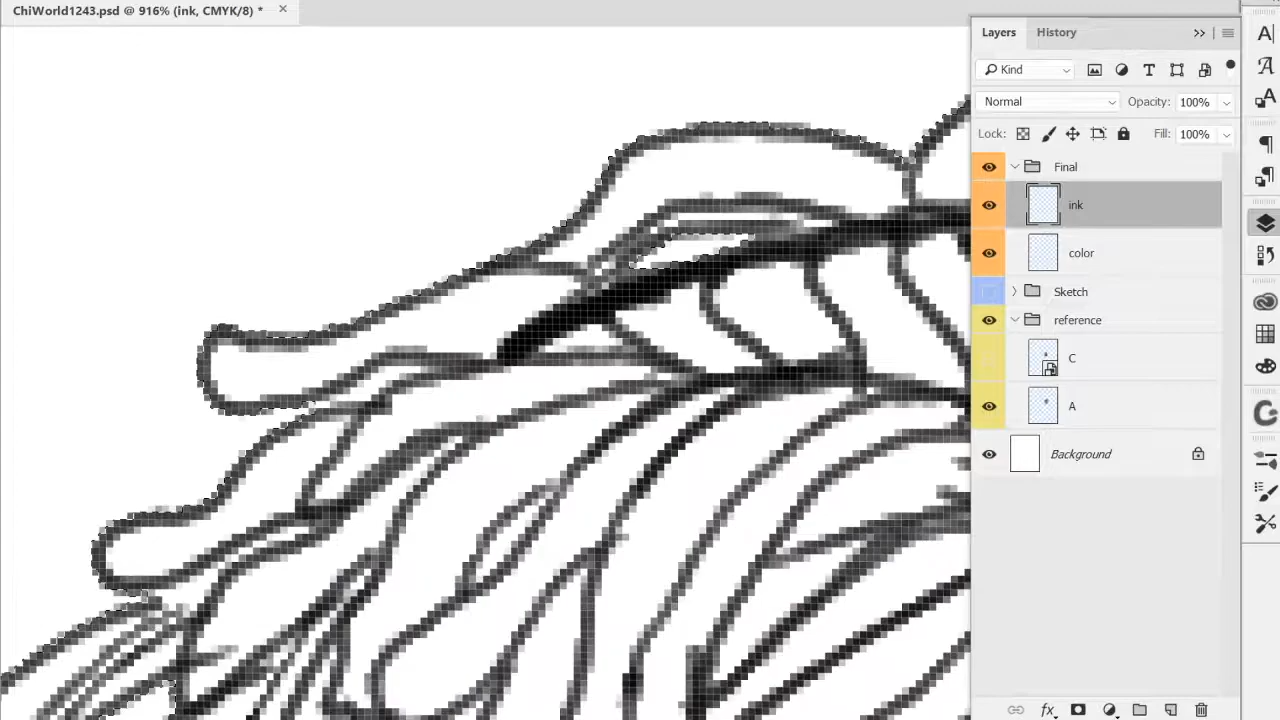 ChiWorld1243.psd @ 916% (ink, CMYK/8) *
Layers History
Kind
Normal Opacity: 100%
Lock: Fill: 100%
Final
ink
color
Sketch
reference
C
A
Background